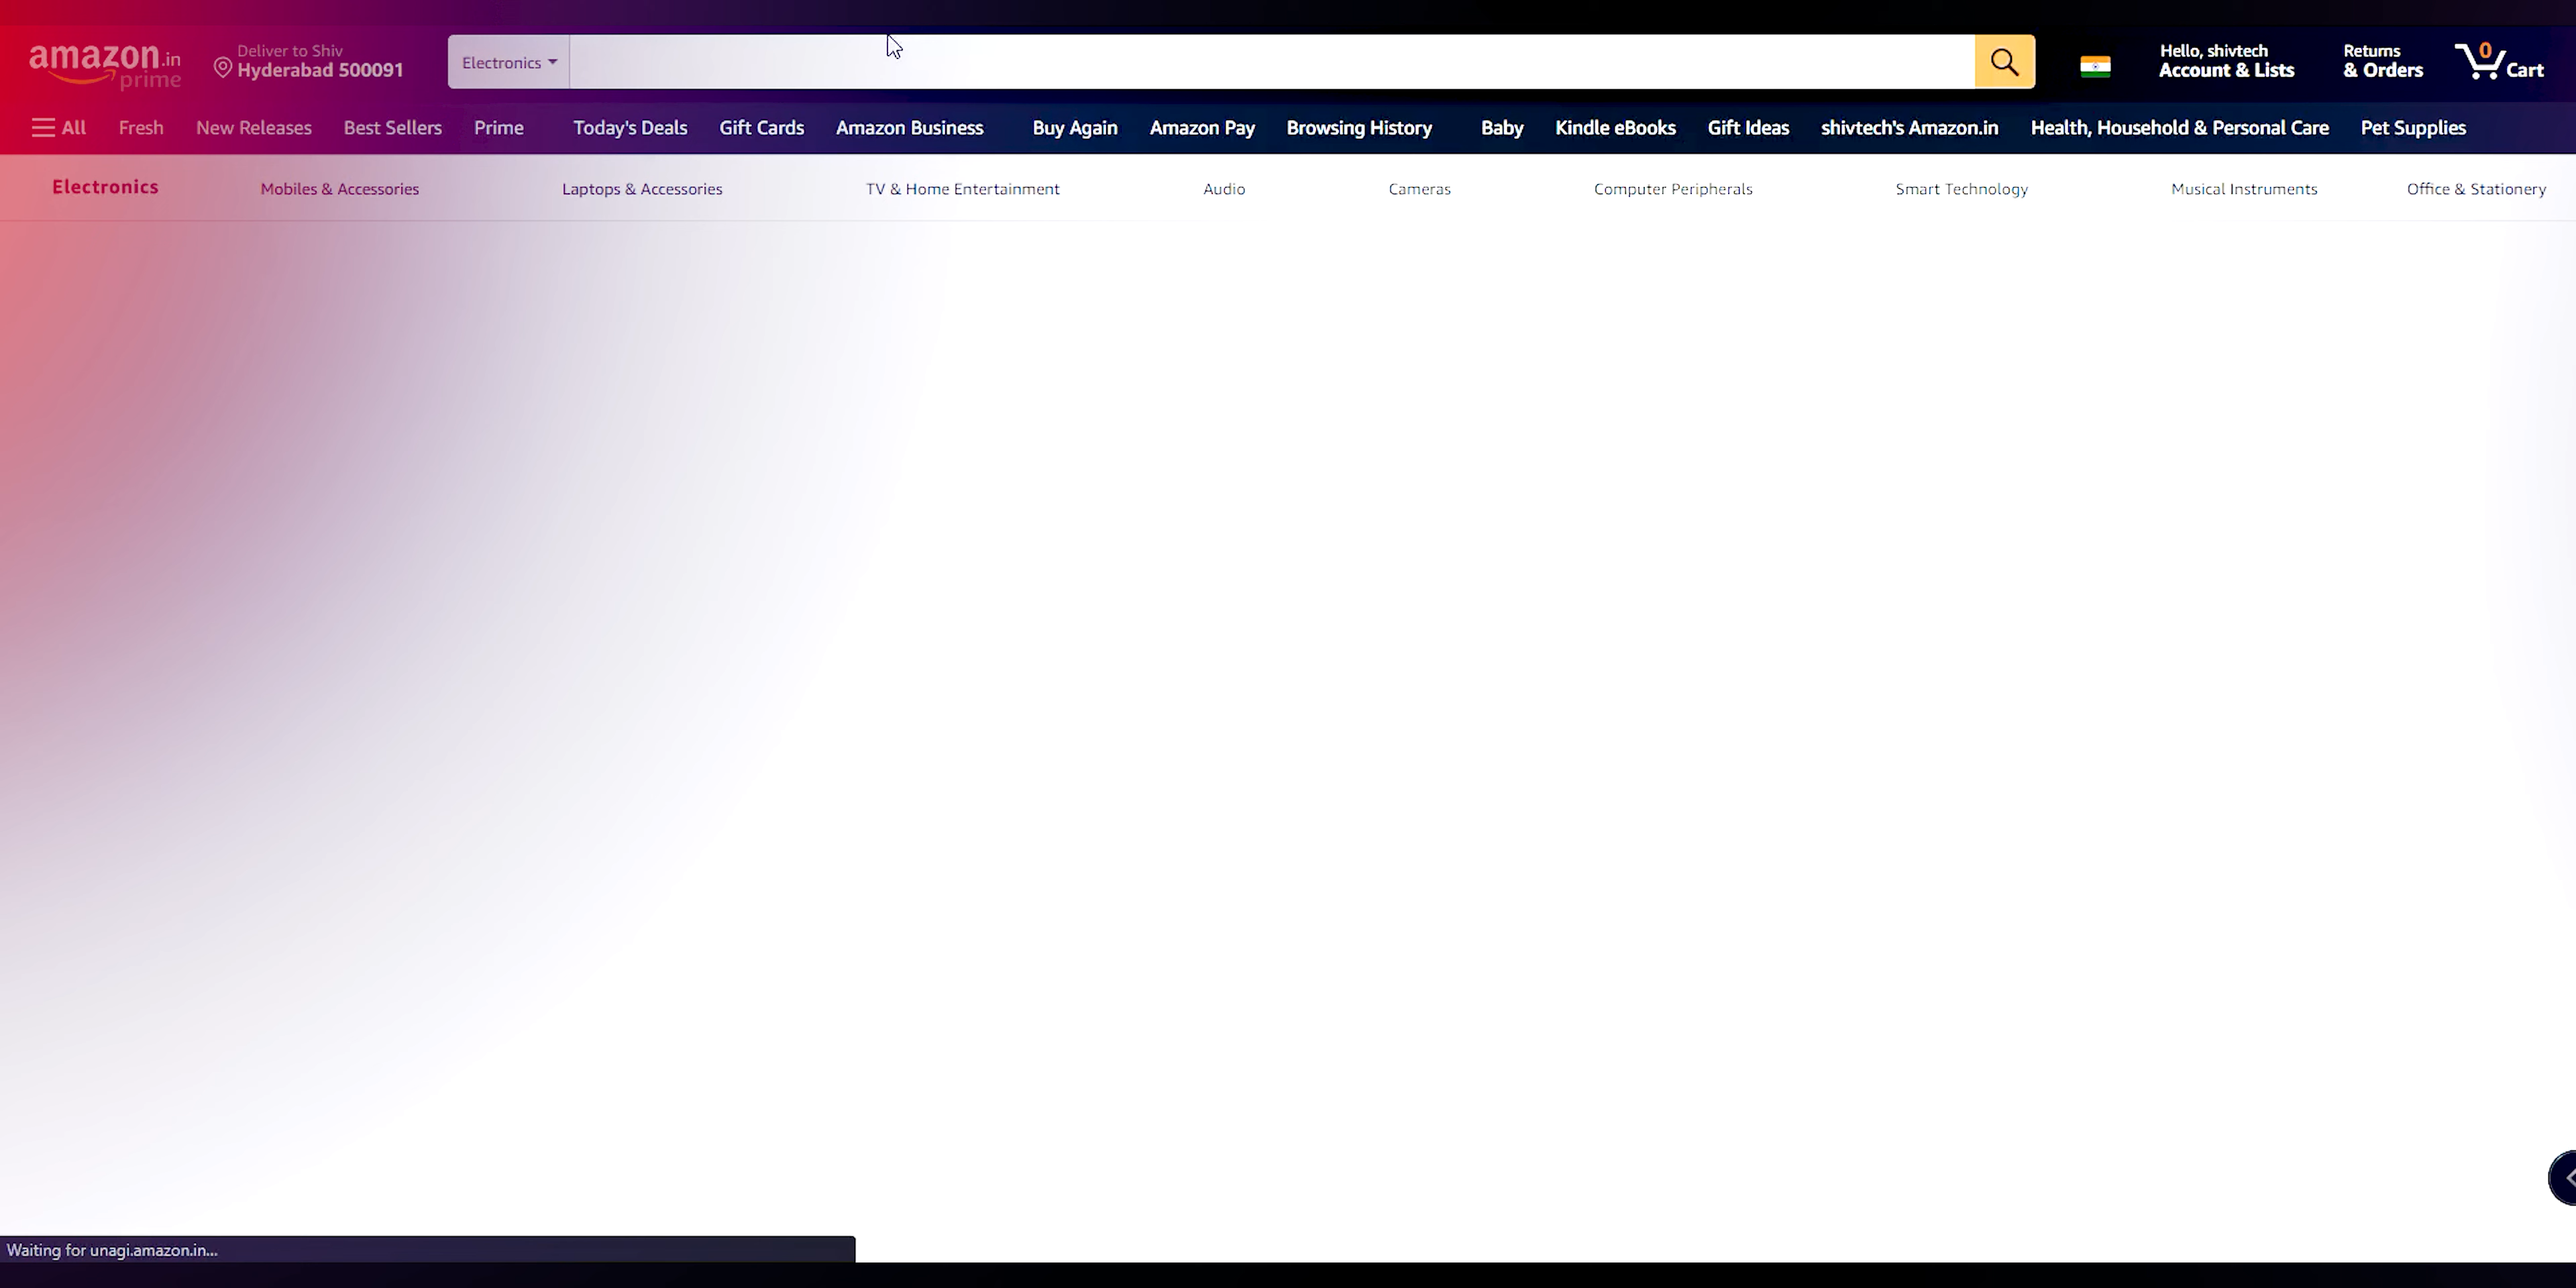 amazon.in
prime
Deliver to Shiv
Hyderabad 500091
Electronics
Hello, shivtech
Account & Lists
Returns
& Orders
0
Cart
All Fresh New Releases Best Sellers Prime Today's Deals Gift Cards Amazon Business Buy Again Amazon Pay Browsing History Baby Kindle eBooks Gift Ideas shivtech's Amazon.in Health, Household & Personal Care Pet Supplies
Electronics Mobiles & Accessories Laptops & Accessories TV & Home Entertainment Audio Cameras Computer Peripherals Smart Technology Musical Instruments Office & Stationery
Waiting for unagi.amazon.in...